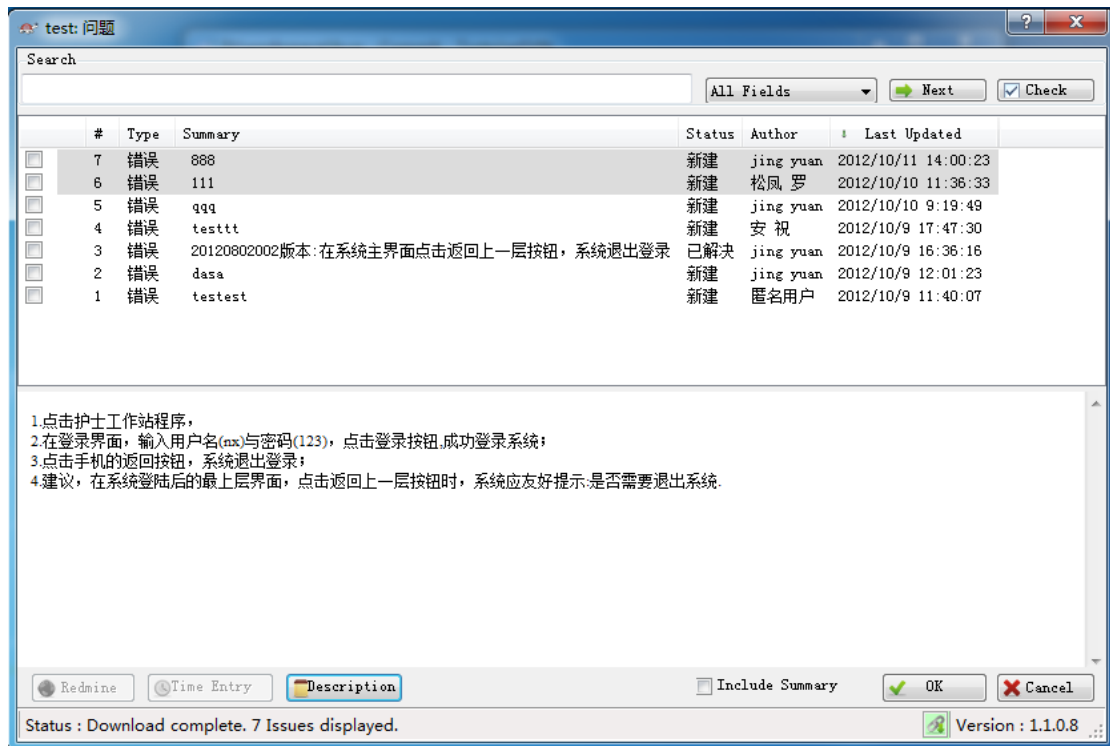 test: 问题
Search
All Fields Next Check
# Type Summary Status Author Last Updated
7 错误 888 新建 jing yuan 2012/10/11 14:00:23
6 错误 111 新建 松凤 罗 2012/10/10 11:36:33
5 错误 qqq 新建 jing yuan 2012/10/10 9:19:49
4 错误 testtt 新建 安 祝 2012/10/9 17:47:30
3 错误 20120802002版本:在系统主界面点击返回上一层按钮，系统退出登录 已解决 jing yuan 2012/10/9 16:36:16
2 错误 dasa 新建 jing yuan 2012/10/9 12:01:23
1 错误 testest 新建 匿名用户 2012/10/9 11:40:07
1.点击护士工作站程序，
2.在登录界面，输入用户名(nx)与密码(123)，点击登录按钮,成功登录系统；
3.点击手机的返回按钮，系统退出登录；
4.建议，在系统登陆后的最上层界面，点击返回上一层按钮时，系统应友好提示:是否需要退出系统.
Redmine Time Entry Description Include Summary OK Cancel
Status : Download complete. 7 Issues displayed. Version : 1.1.0.8